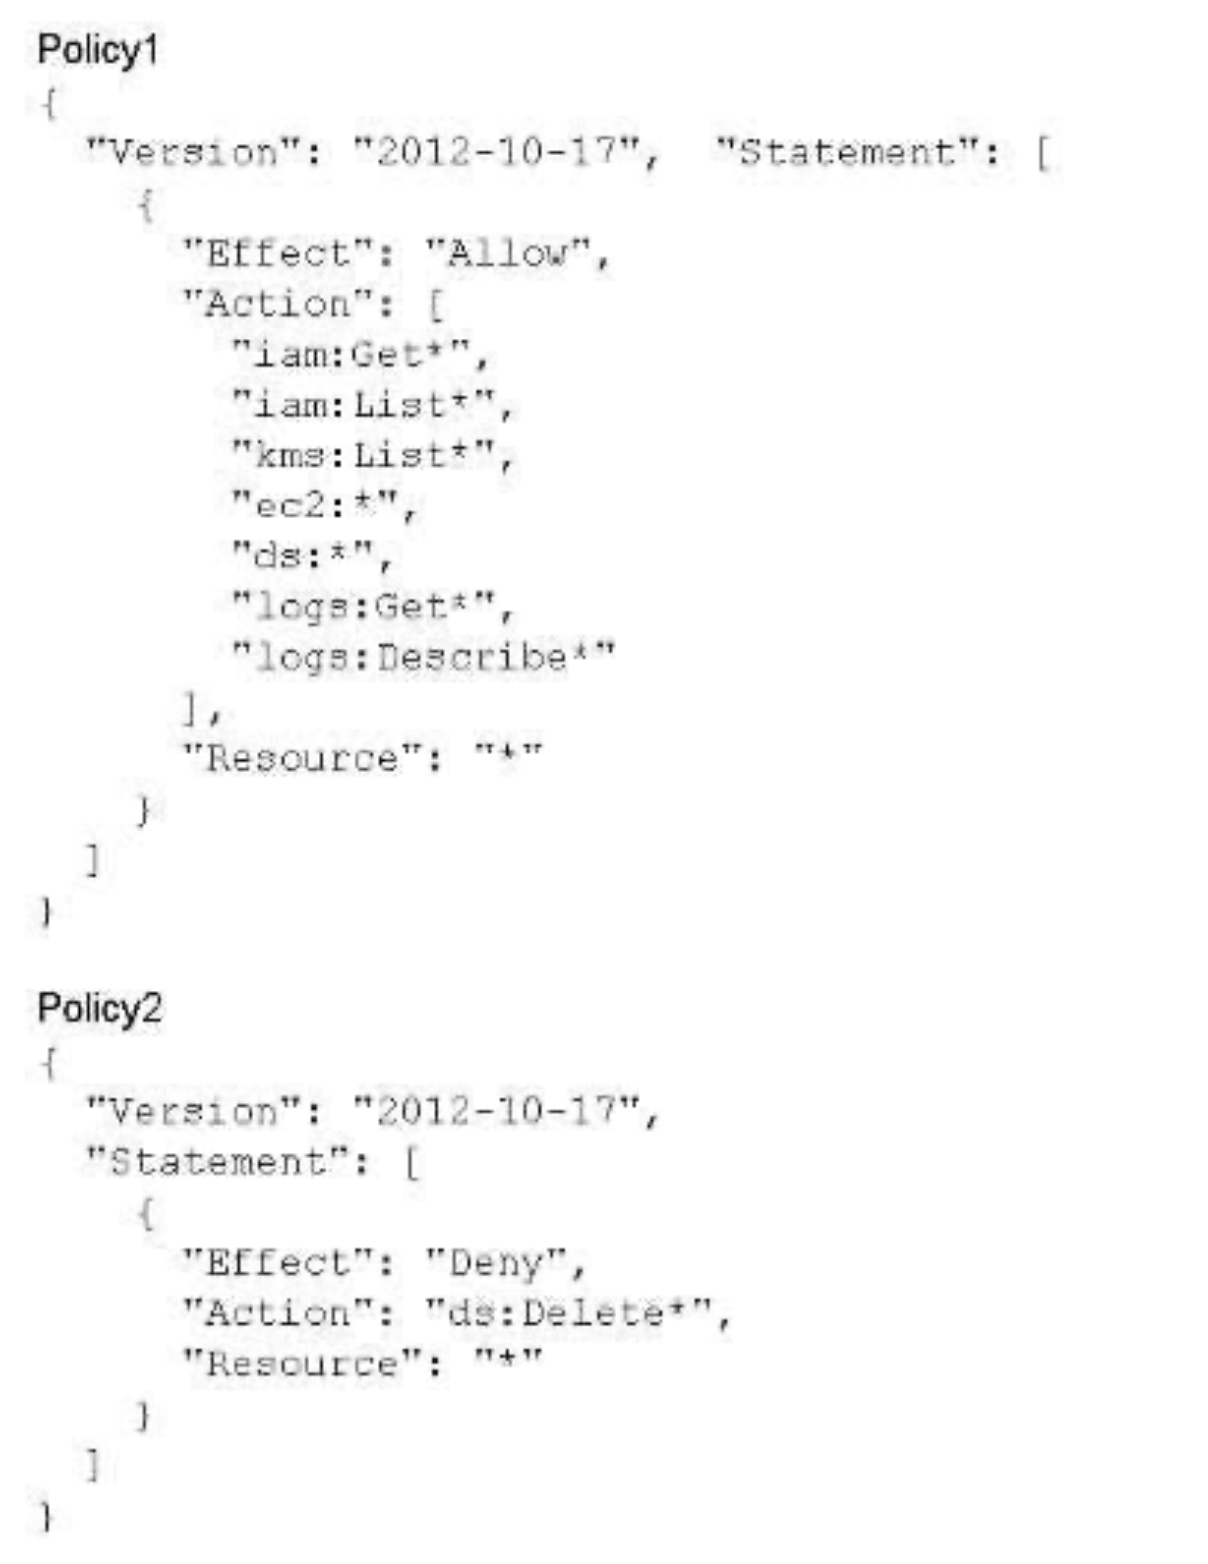 Policy1
{
  "Version": "2012-10-17",  "Statement": [
    {
      "Effect": "Allow",
      "Action": [
        "iam:Get*",
        "iam:List*",
        "kms:List*",
        "ec2:*",
        "ds:*",
        "logs:Get*",
        "logs:Describe*"
      ],
      "Resource": "*"
    }
  ]
}
Policy2
{
  "Version": "2012-10-17",
  "Statement": [
    {
      "Effect": "Deny",
      "Action": "ds:Delete*",
      "Resource": "*"
    }
  ]
}